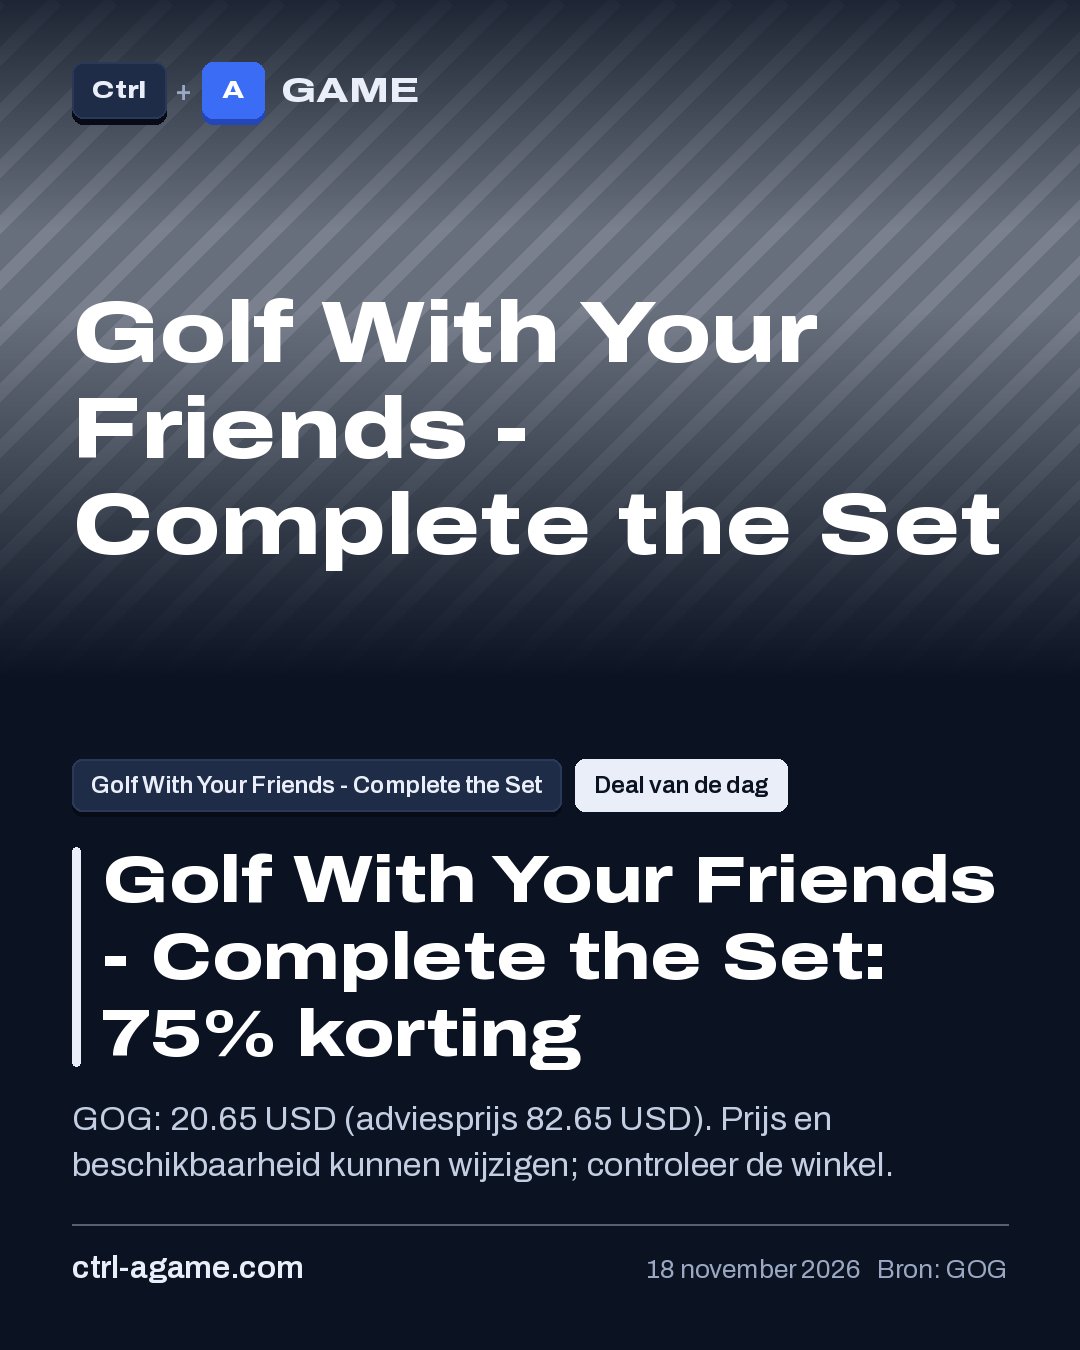 Ctrl + A GAME
Golf With Your
Friends -
Complete the Set
Golf With Your Friends - Complete the Set
Deal van de dag
Golf With Your Friends
- Complete the Set:
75% korting
GOG: 20.65 USD (adviesprijs 82.65 USD). Prijs en
beschikbaarheid kunnen wijzigen; controleer de winkel.
ctrl-agame.com
18 november 2026 Bron: GOG